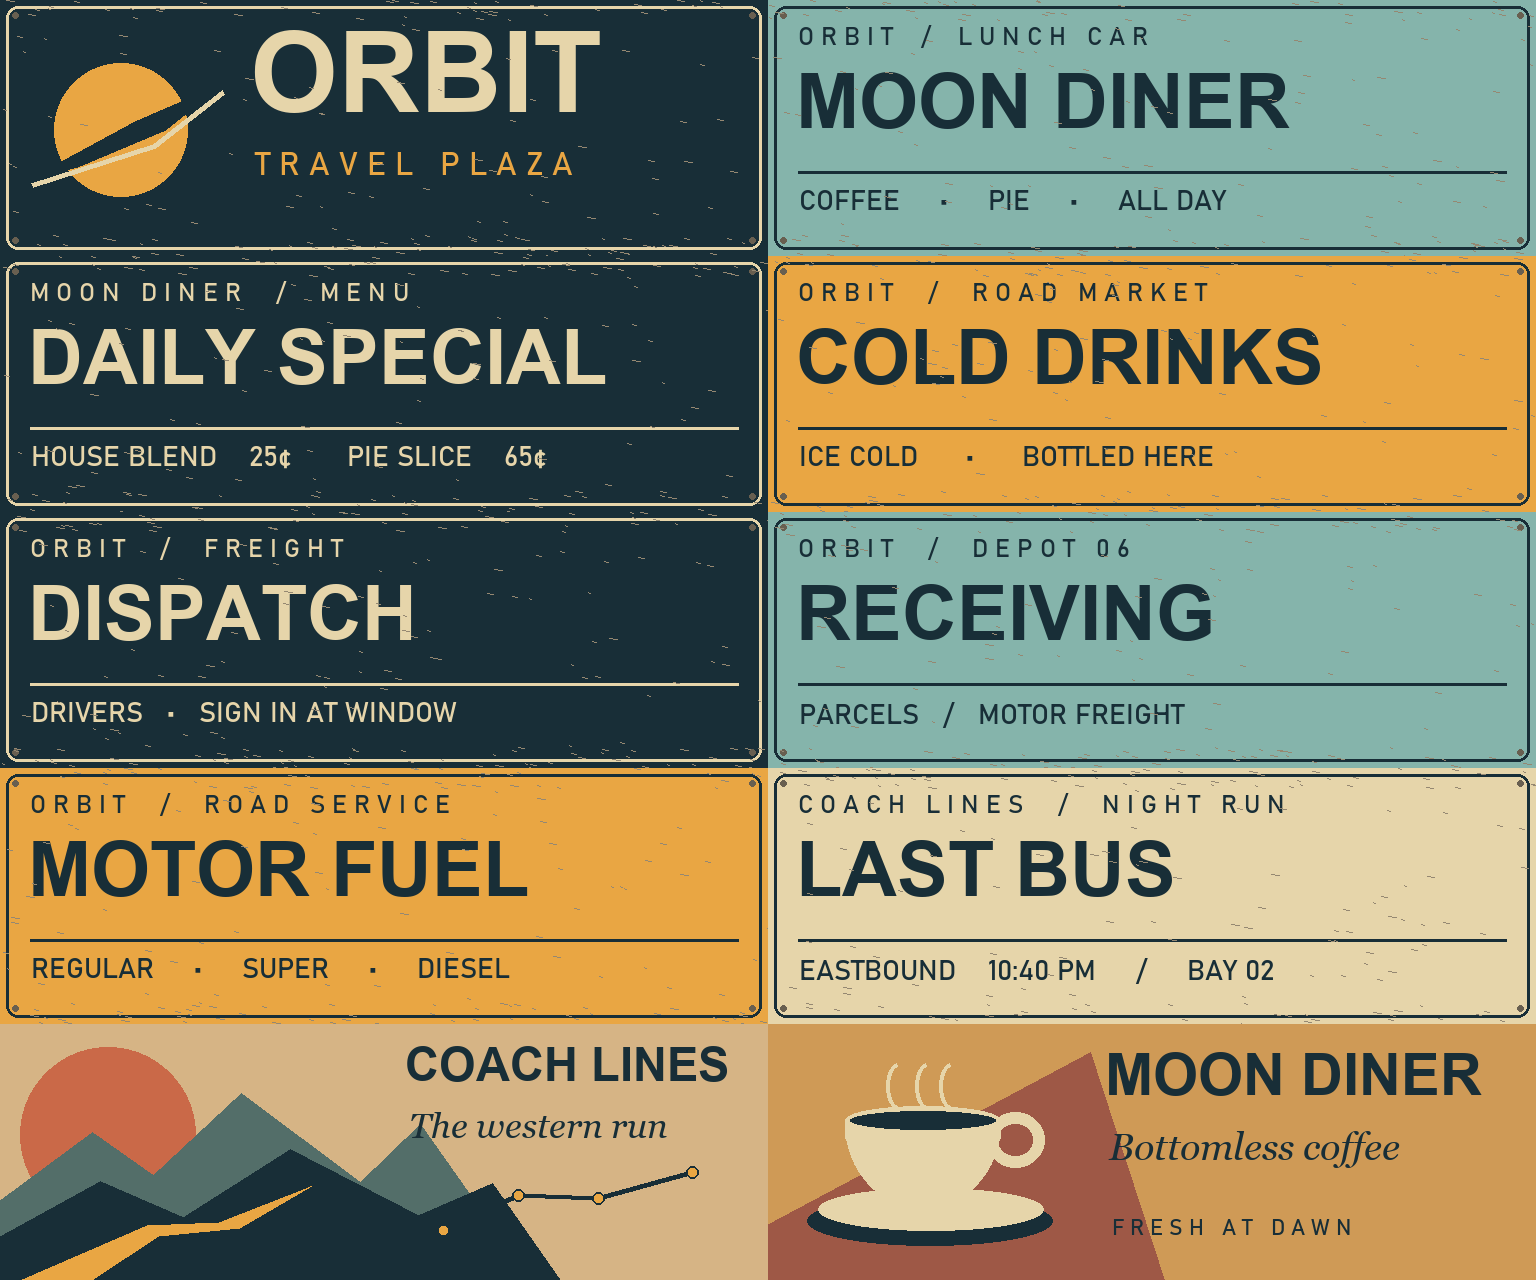 ORBIT
TRAVEL PLAZA
ORBIT / LUNCH CAR
MOON DINER
COFFEE · PIE · ALL DAY
MOON DINER / MENU
DAILY SPECIAL
HOUSE BLEND 25¢ PIE SLICE 65¢
ORBIT / ROAD MARKET
COLD DRINKS
ICE COLD · BOTTLED HERE
ORBIT / FREIGHT
DISPATCH
DRIVERS · SIGN IN AT WINDOW
ORBIT / DEPOT 06
RECEIVING
PARCELS / MOTOR FREIGHT
ORBIT / ROAD SERVICE
MOTOR FUEL
REGULAR · SUPER · DIESEL
COACH LINES / NIGHT RUN
LAST BUS
EASTBOUND 10:40 PM / BAY 02
COACH LINES
The western run
MOON DINER
Bottomless coffee
FRESH AT DAWN